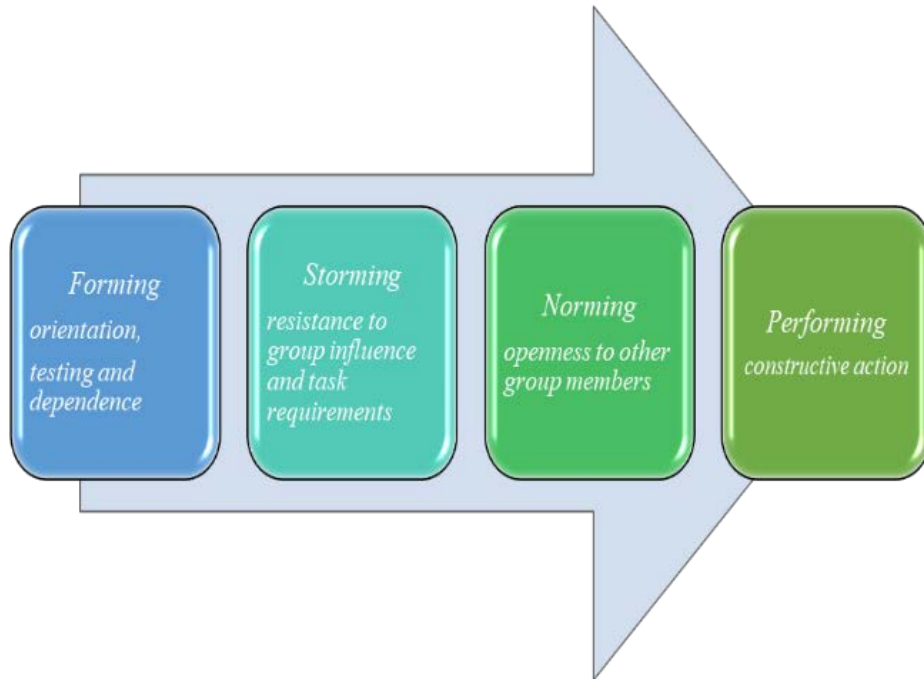 Forming
orientation,
testing and
dependence
Storming
resistance to
group influence
and task
requirements
Norming
openness to other
group members
Performing
constructive action